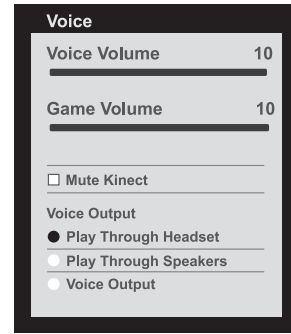 Voice
Voice Volume 10
Game Volume 10
Mute Kinect
Voice Output
Play Through Headset
Play Through Speakers
Voice Output